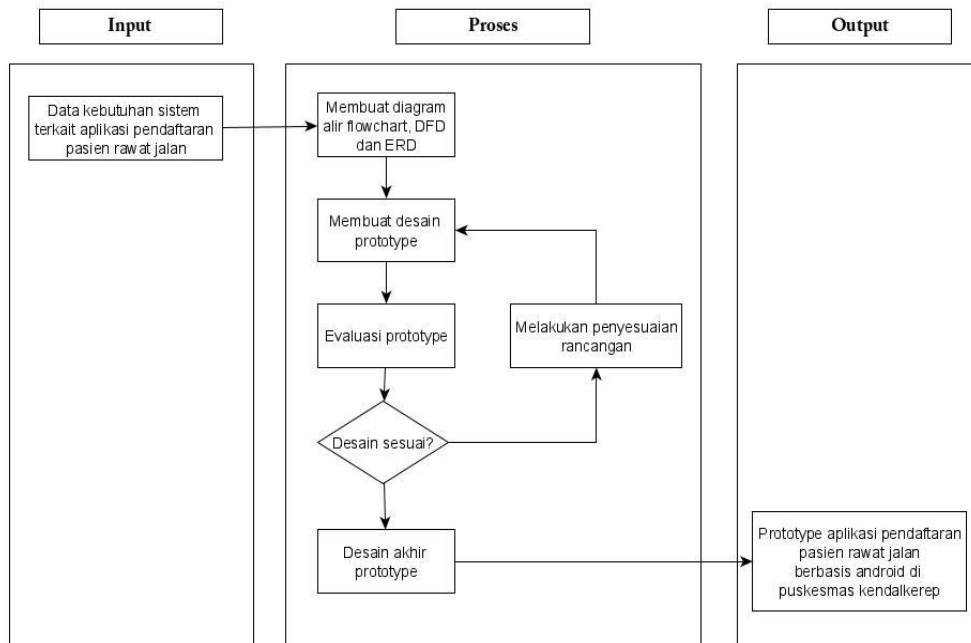 Input
Proses
Output
Data kebutuhan sistem
terkait aplikasi pendaftaran
pasien rawat jalan
Membuat diagram
alir flowchart, DFD
dan ERD
Membuat desain
prototype
Evaluasi prototype
Melakukan penyesuaian
rancangan
Desain sesuai?
Desain akhir
prototype
Prototype aplikasi pendaftaran
pasien rawat jalan
berbasis android di
puskesmas kendalkerep